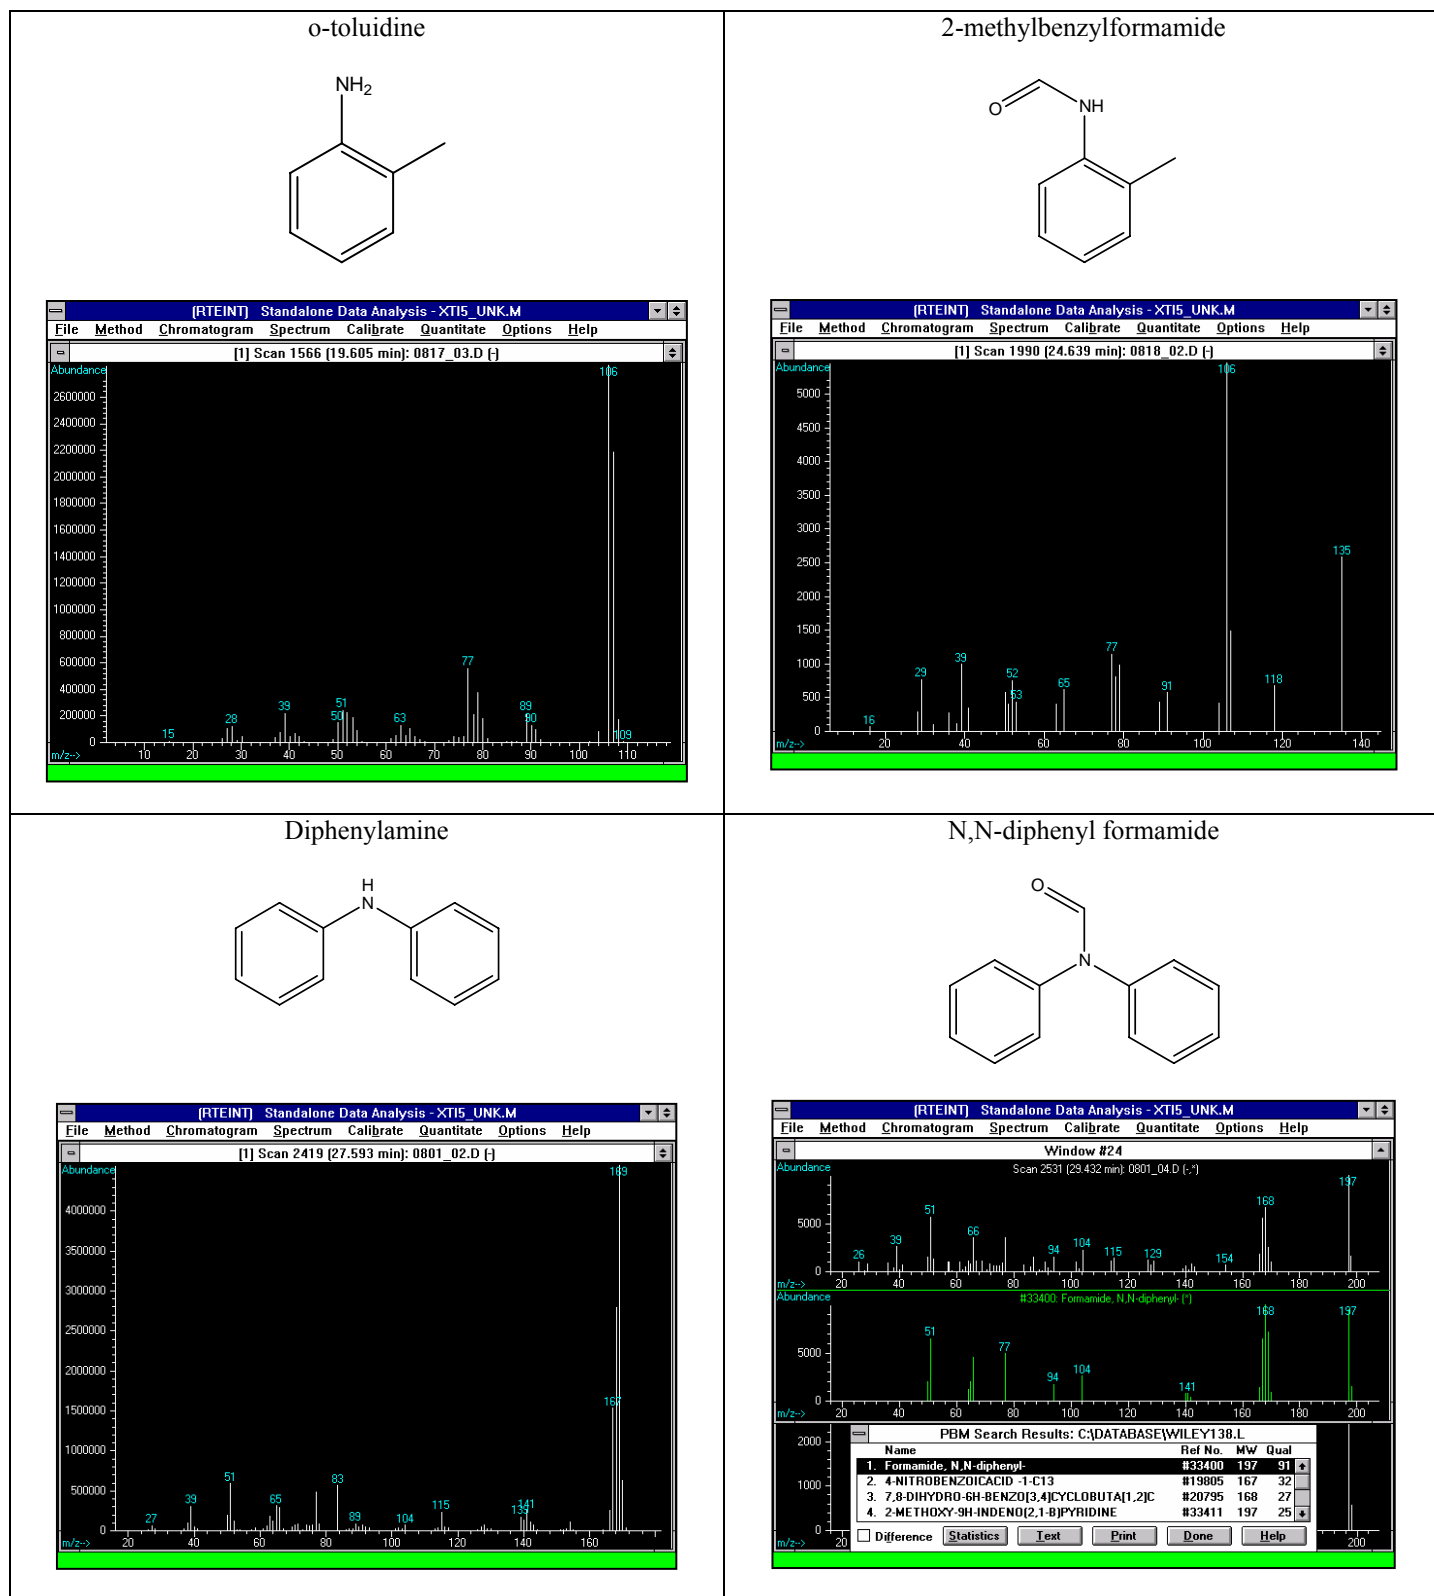 o-toluidine
NH2
[RTEINT] Standalone Data Analysis - XTI5_UNK.M
File Method Chromatogram Spectrum Calibrate Quantitate Options Help
[1] Scan 1566 (19.605 min): 0817_03.D (-)
Abundance
106
2600000
2400000
2200000
2000000
1800000
1600000
1400000
1200000
1000000
800000
600000
400000
200000
0
77
39
51
50
63
89
90
28
15
109
m/z-->
10 20 30 40 50 60 70 80 90 100 110
2-methylbenzylformamide
O
NH
[RTEINT] Standalone Data Analysis - XTI5_UNK.M
File Method Chromatogram Spectrum Calibrate Quantitate Options Help
[1] Scan 1990 (24.639 min): 0818_02.D (-)
Abundance
106
5000
4500
4000
3500
3000
2500
2000
1500
1000
500
0
135
77
39
29
52
53
65
91
118
16
m/z-->
20 40 60 80 100 120 140
Diphenylamine
H
N
[RTEINT] Standalone Data Analysis - XTI5_UNK.M
File Method Chromatogram Spectrum Calibrate Quantitate Options Help
[1] Scan 2419 (27.593 min): 0801_02.D (-)
Abundance
169
4000000
3500000
3000000
2500000
2000000
1500000
1000000
500000
0
167
51
83
39
65
115
141
139
89
104
27
m/z-->
20 40 60 80 100 120 140 160
N,N-diphenyl formamide
O
N
[RTEINT] Standalone Data Analysis - XTI5_UNK.M
File Method Chromatogram Spectrum Calibrate Quantitate Options Help
Window #24
Abundance
Scan 2531 (29.432 min): 0801_04.D (-,*)
197
168
51
66
39
26
94
104
115
129
154
5000
0
m/z-->
20 40 60 80 100 120 140 160 180 200
Abundance
#33400: Formamide, N,N-diphenyl- (*)
168
197
51
77
94
104
141
5000
0
m/z-->
20 40 60 80 100 120 140 160 180 200
2000
1000
0
m/z-->
200
PBM Search Results: C:\DATABASE\WILEY138.L
Name Ref No. MW Qual
1. Formamide, N,N-diphenyl- #33400 197 91
2. 4-NITROBENZOICACID -1-C13 #19805 167 32
3. 7,8-DIHYDRO-6H-BENZO[3,4]CYCLOBUTA[1,2]C #20795 168 27
4. 2-METHOXY-9H-INDENO[2,1-B]PYRIDINE #33411 197 25
Difference Statistics Text Print Done Help